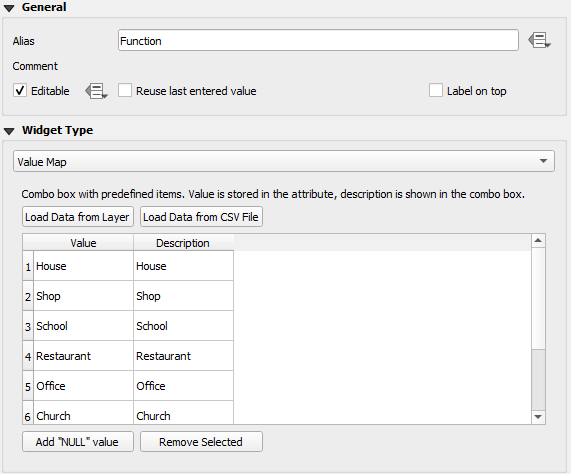 General
Alias Function
Comment
Editable Reuse last entered value Label on top
Widget Type
Value Map
Combo box with predefined items. Value is stored in the attribute, description is shown in the combo box.
Load Data from Layer Load Data from CSV File
Value Description
1 House House
2 Shop Shop
3 School School
4 Restaurant Restaurant
5 Office Office
6 Church Church
Add "NULL" value Remove Selected